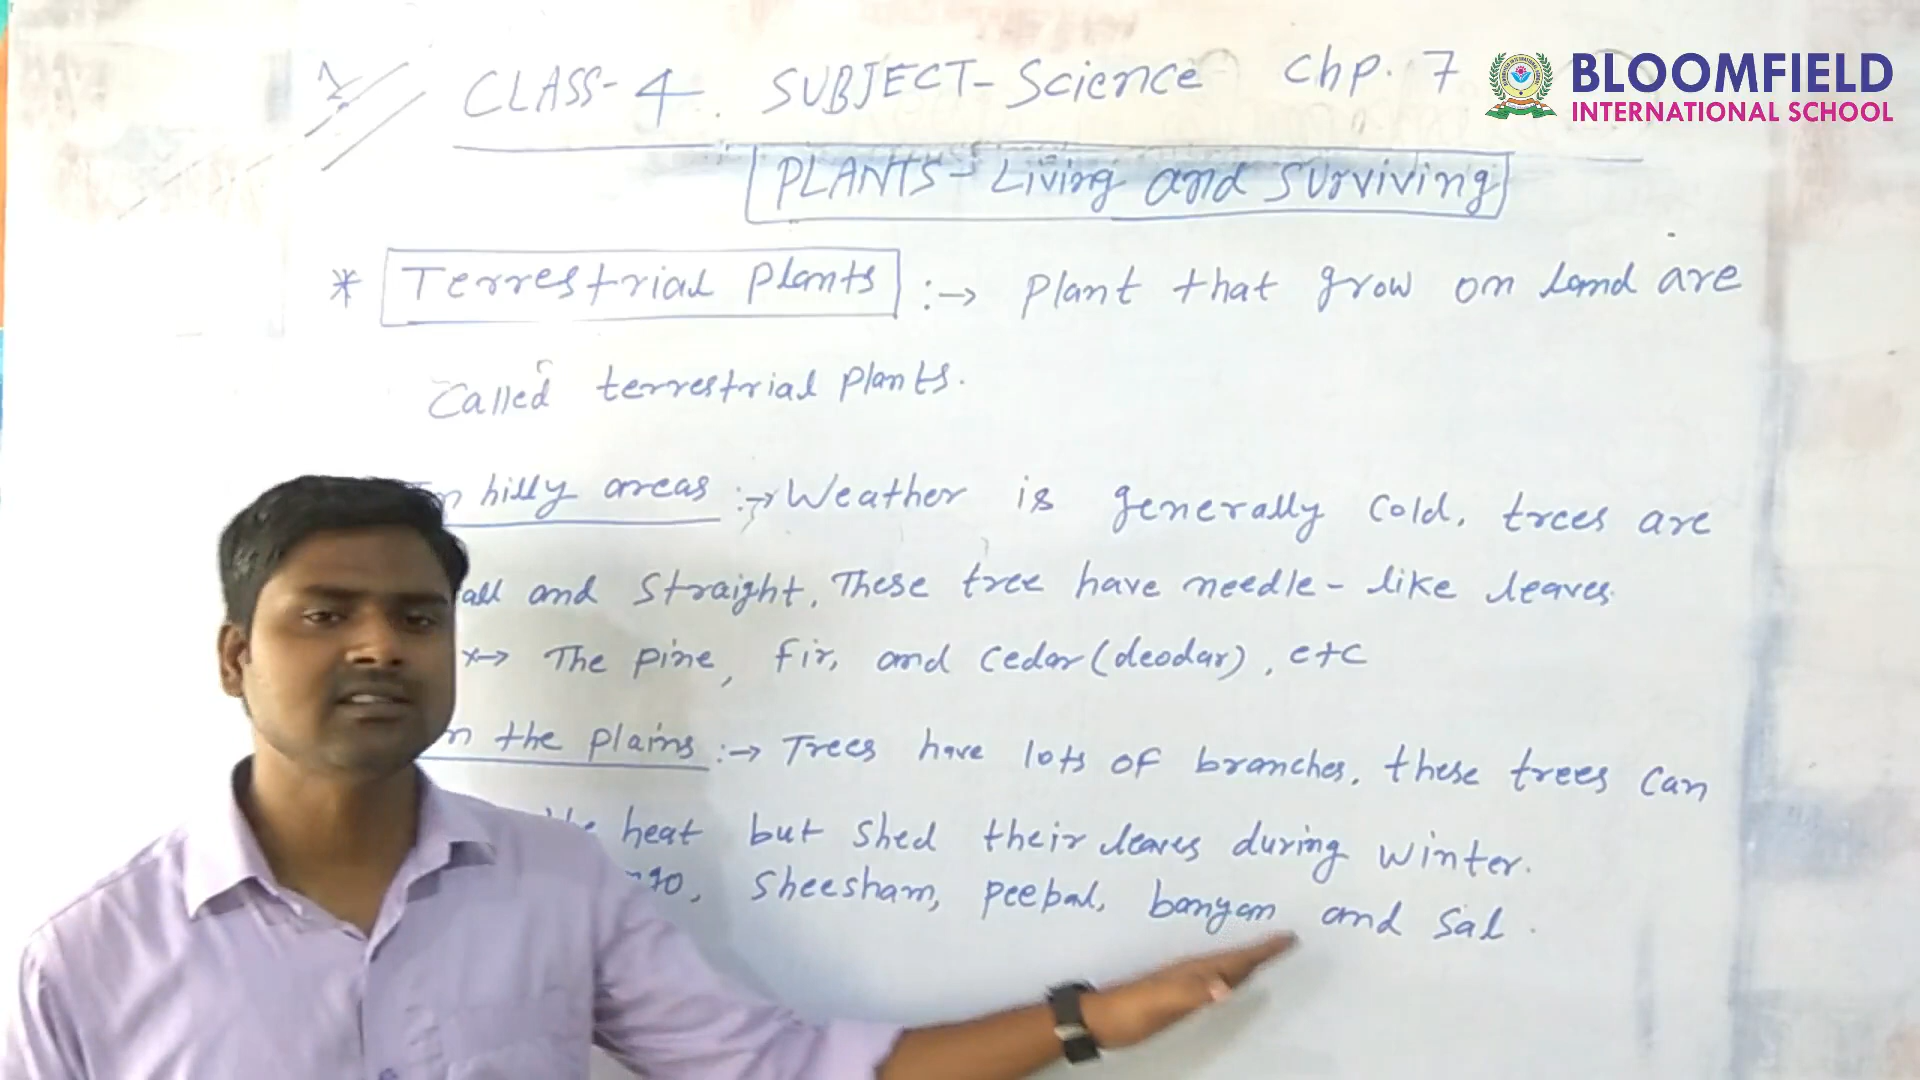 CLASS-4. SUBJECT-Science Chp. 7
BLOOMFIELD
INTERNATIONAL SCHOOL
PLANTS- Living and Surviving
* Terrestrial Plants :→ Plant that grow on land are
Called terrestrial plants.
hilly areas :→ Weather is generally cold. trees are
and Straight. These tree have needle-like leaves.
→ The pine, fir, and cedar (deodar), etc
the plains :→ Trees have lots of branches. these trees can
heat but shed their leaves during winter.
Sheesham, peepal, banyan and Sal.